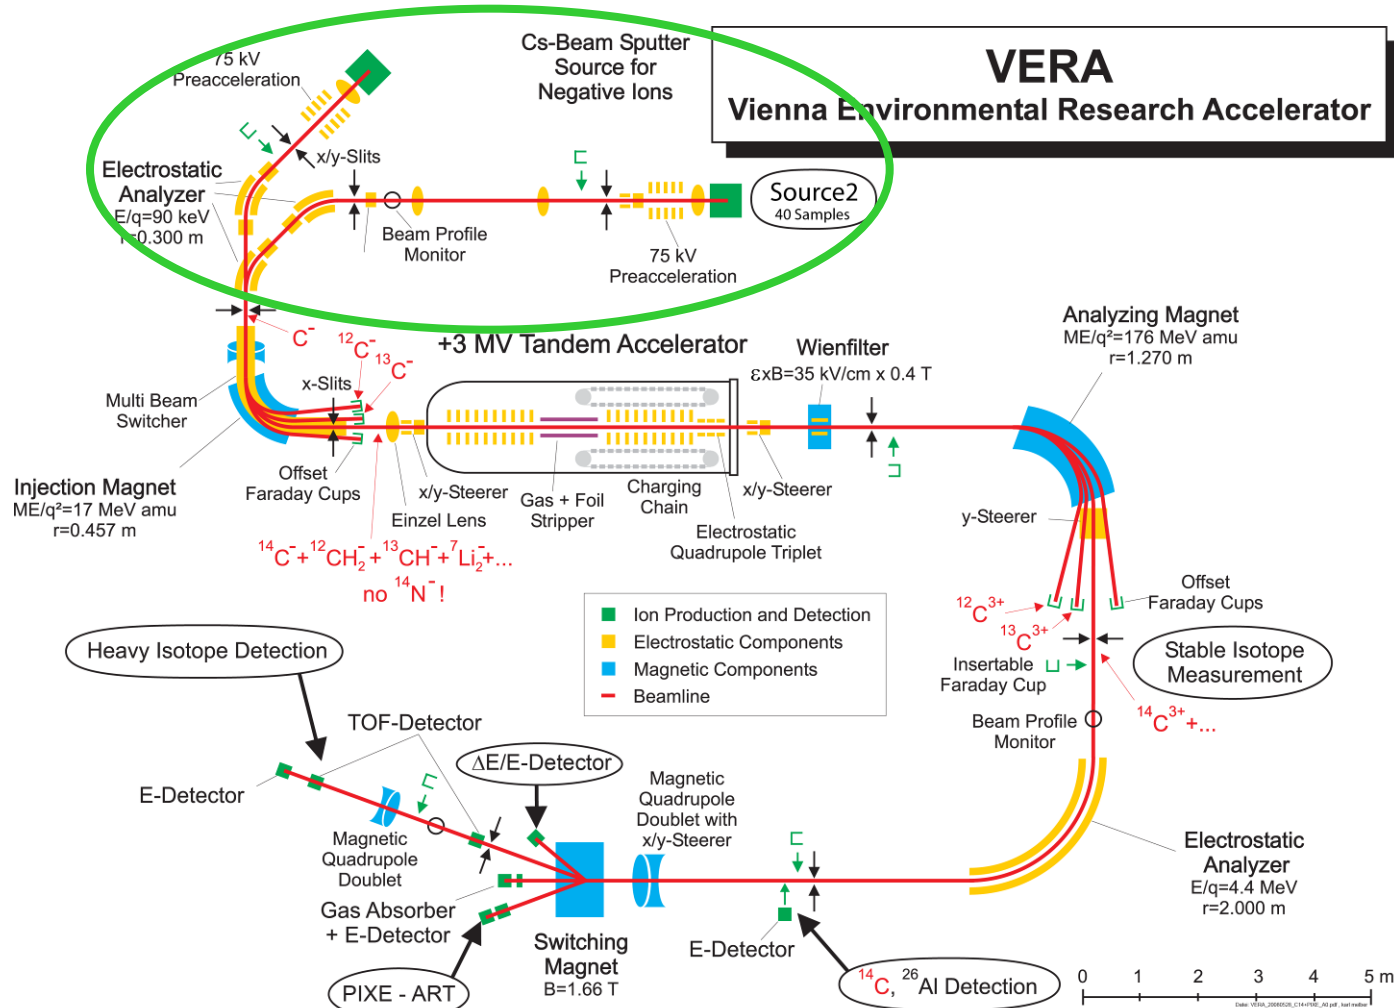 VERA
Vienna Environmental Research Accelerator
Cs-Beam Sputter
Source for
Negative Ions
75 kV
Preacceleration
x/y-Slits
Electrostatic
Analyzer
E/q=90 keV
r=0.300 m
Beam Profile
Monitor
Source2
40 Samples
75 kV
Preacceleration
C⁻
¹²C⁻
¹³C⁻
x-Slits
Multi Beam
Switcher
Injection Magnet
ME/q²=17 MeV amu
r=0.457 m
Offset
Faraday Cups
+3 MV Tandem Accelerator
x/y-Steerer
Einzel Lens
Gas + Foil
Stripper
Charging
Chain
Electrostatic
Quadrupole Triplet
x/y-Steerer
Wienfilter
ƐxB=35 kV/cm x 0.4 T
¹⁴C⁻+¹²CH₂⁻+¹³CH⁻+⁷Li₂⁻+...
no ¹⁴N⁻!
Analyzing Magnet
ME/q²=176 MeV amu
r=1.270 m
y-Steerer
¹²C³⁺
¹³C³⁺
Offset
Faraday Cups
Stable Isotope
Measurement
Insertable
Faraday Cup
¹⁴C³⁺+...
Beam Profile
Monitor
Ion Production and Detection
Electrostatic Components
Magnetic Components
Beamline
Heavy Isotope Detection
TOF-Detector
E-Detector
ΔE/E-Detector
Magnetic
Quadrupole
Doublet with
x/y-Steerer
Magnetic
Quadrupole
Doublet
Gas Absorber
+ E-Detector
PIXE - ART
Switching
Magnet
B=1.66 T
E-Detector
¹⁴C, ²⁶Al Detection
Electrostatic
Analyzer
E/q=4.4 MeV
r=2.000 m
0 1 2 3 4 5 m